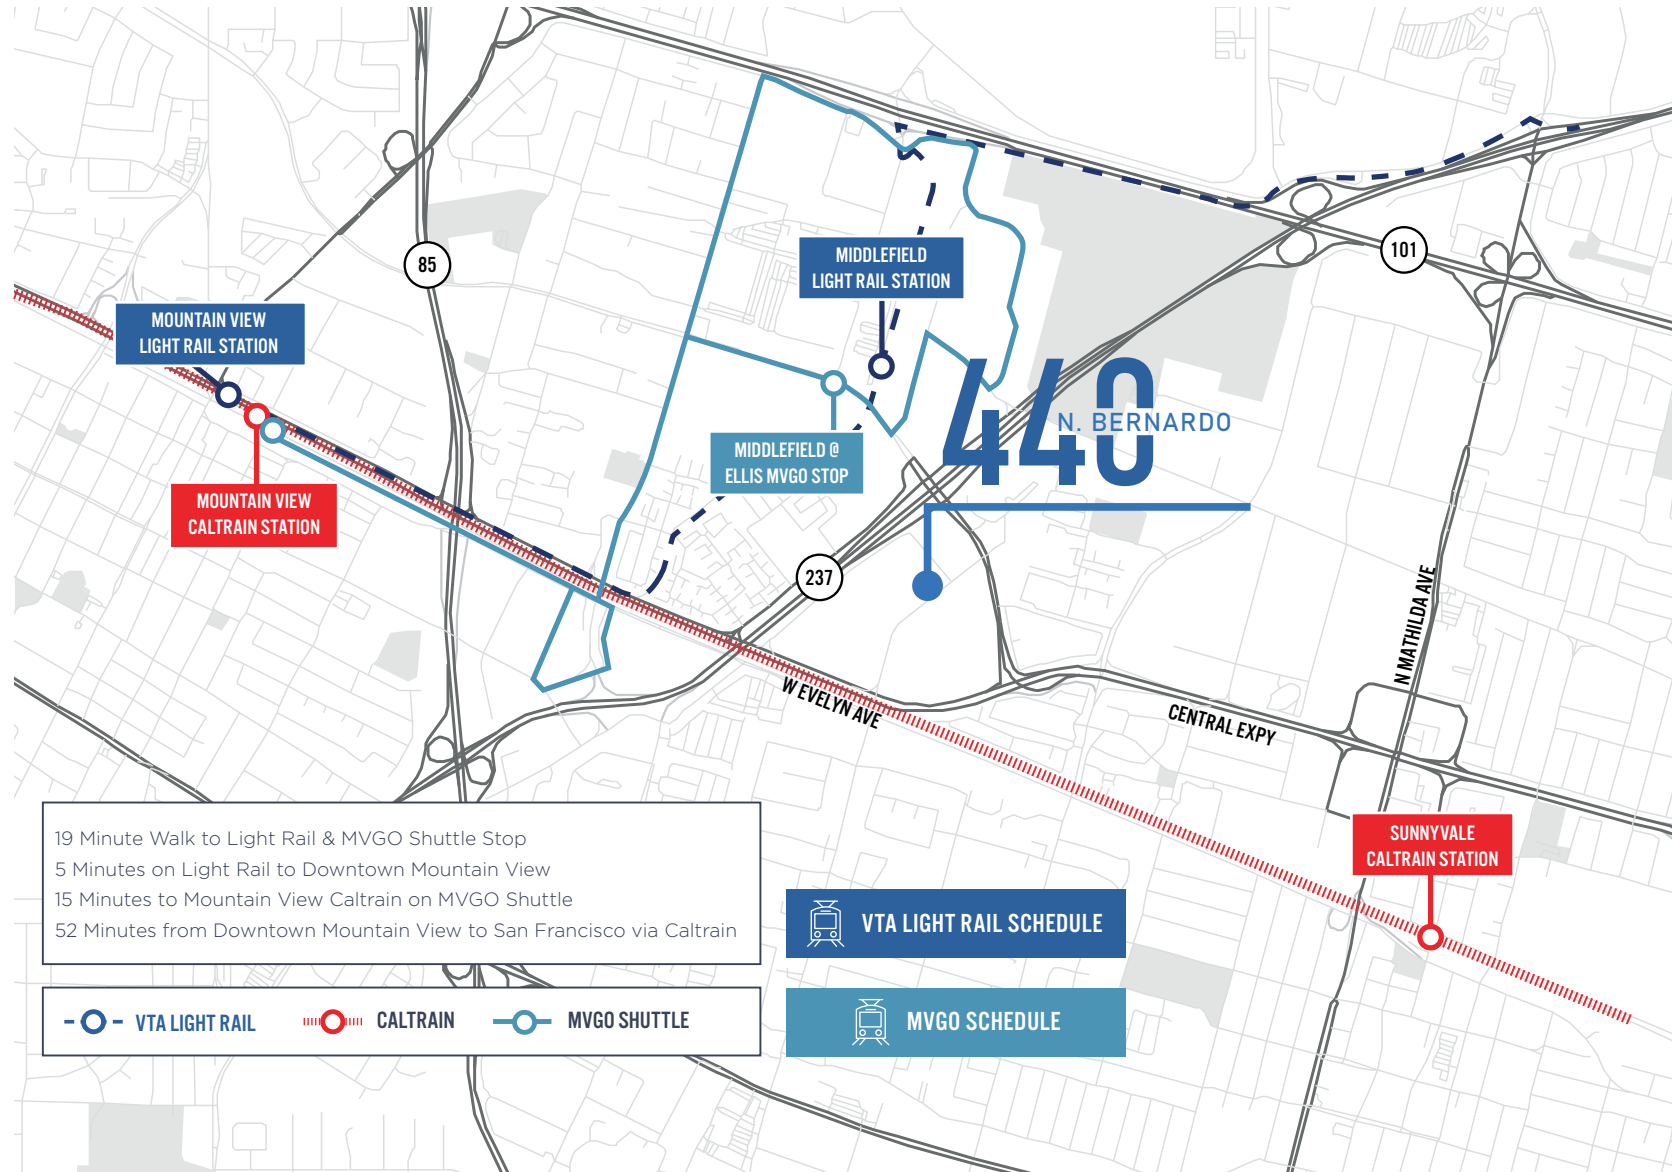 85
101
MIDDLEFIELD
LIGHT RAIL STATION
MOUNTAIN VIEW
LIGHT RAIL STATION
440
N. BERNARDO
MIDDLEFIELD @
ELLIS MVGO STOP
MOUNTAIN VIEW
CALTRAIN STATION
237
N MATHILDA AVE
W EVELYN AVE
CENTRAL EXPY
SUNNYVALE
CALTRAIN STATION
19 Minute Walk to Light Rail & MVGO Shuttle Stop
5 Minutes on Light Rail to Downtown Mountain View
15 Minutes to Mountain View Caltrain on MVGO Shuttle
52 Minutes from Downtown Mountain View to San Francisco via Caltrain
VTA LIGHT RAIL SCHEDULE
VTA LIGHT RAIL
CALTRAIN
MVGO SHUTTLE
MVGO SCHEDULE